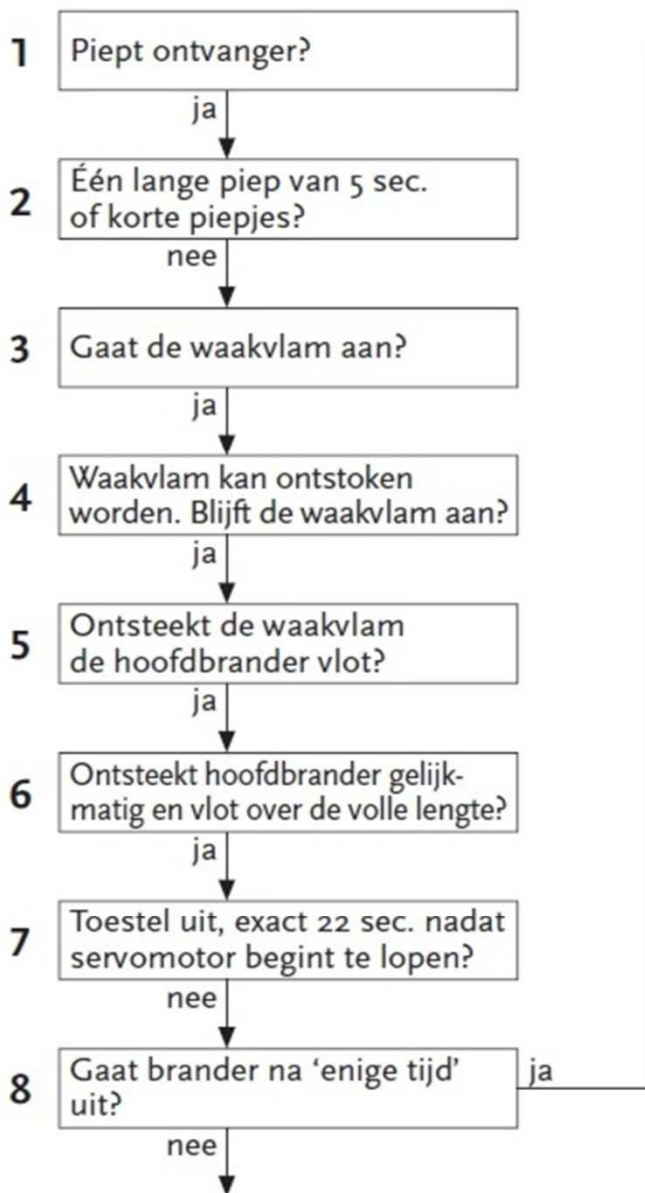 1 Piept ontvanger?
ja
2 Één lange piep van 5 sec.
of korte piepjes?
nee
3 Gaat de waakvlam aan?
ja
4 Waakvlam kan ontstoken
worden. Blijft de waakvlam aan?
ja
5 Ontsteekt de waakvlam
de hoofdbrander vlot?
ja
6 Ontsteekt hoofdbrander gelijk-
matig en vlot over de volle lengte?
ja
7 Toestel uit, exact 22 sec. nadat
servomotor begint te lopen?
nee
8 Gaat brander na ‘enige tijd’
uit?
ja
nee